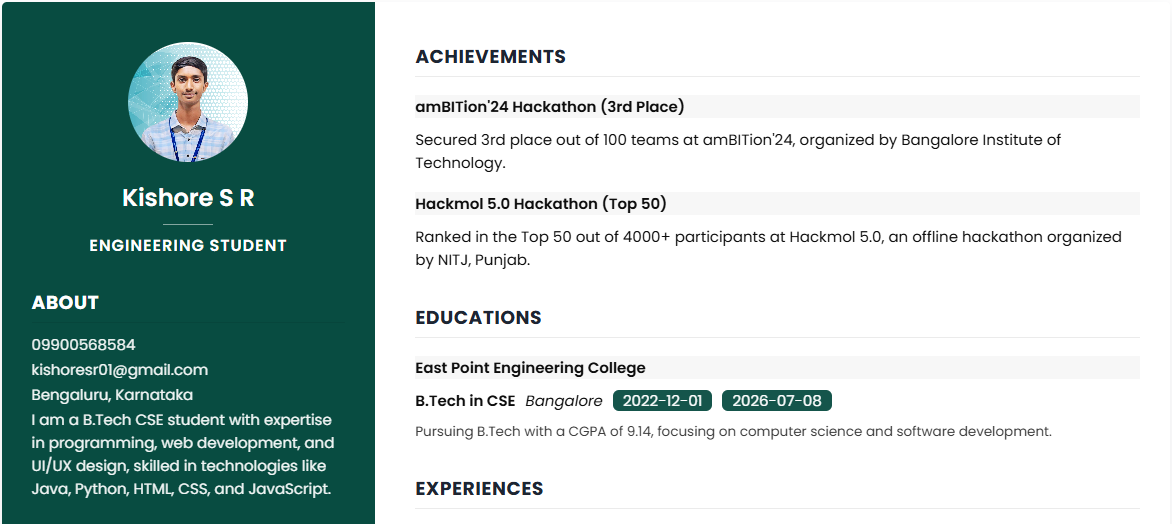 Kishore S R
ENGINEERING STUDENT
ABOUT
09900568584
kishoresr01@gmail.com
Bengaluru, Karnataka
I am a B.Tech CSE student with expertise
in programming, web development, and
UI/UX design, skilled in technologies like
Java, Python, HTML, CSS, and JavaScript.
ACHIEVEMENTS
amBITion'24 Hackathon (3rd Place)
Secured 3rd place out of 100 teams at amBITion'24, organized by Bangalore Institute of
Technology.
Hackmol 5.0 Hackathon (Top 50)
Ranked in the Top 50 out of 4000+ participants at Hackmol 5.0, an offline hackathon organized
by NITJ, Punjab.
EDUCATIONS
East Point Engineering College
B.Tech in CSE Bangalore 2022-12-01 2026-07-08
Pursuing B.Tech with a CGPA of 9.14, focusing on computer science and software development.
EXPERIENCES